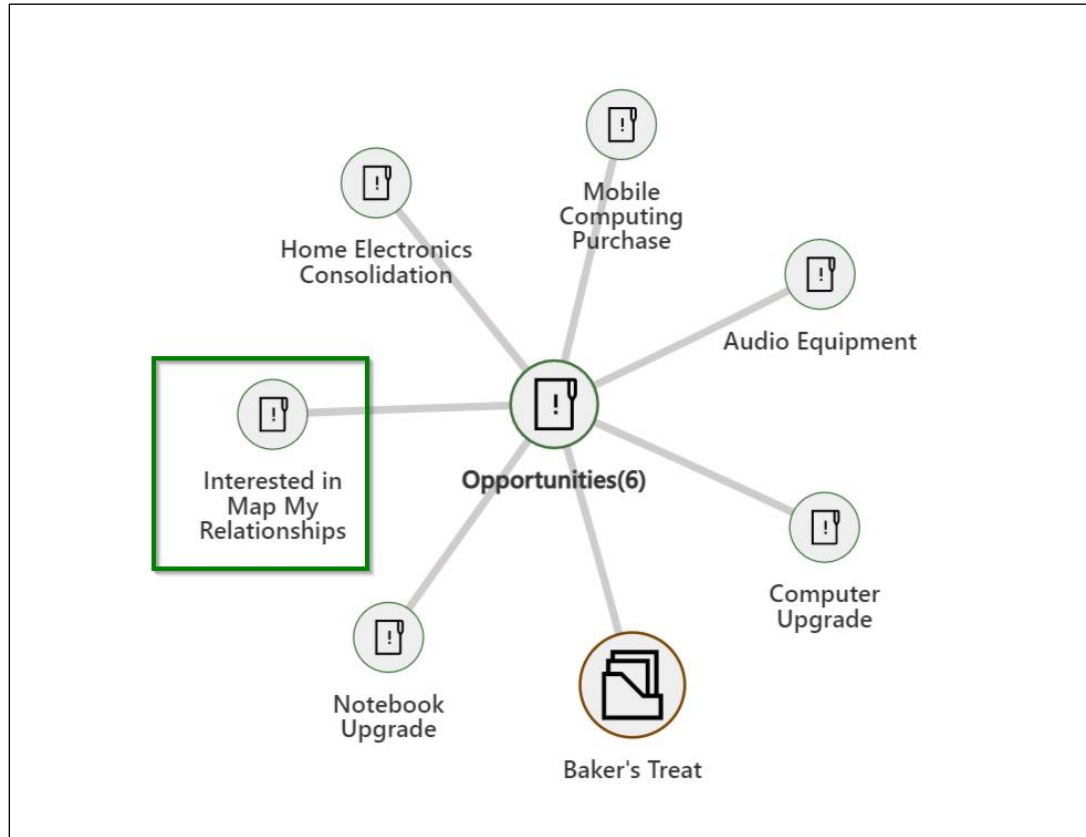 Mobile
Computing
Purchase
Home Electronics
Consolidation
Audio Equipment
Interested in
Map My
Relationships
Opportunities(6)
Computer
Upgrade
Notebook
Upgrade
Baker's Treat